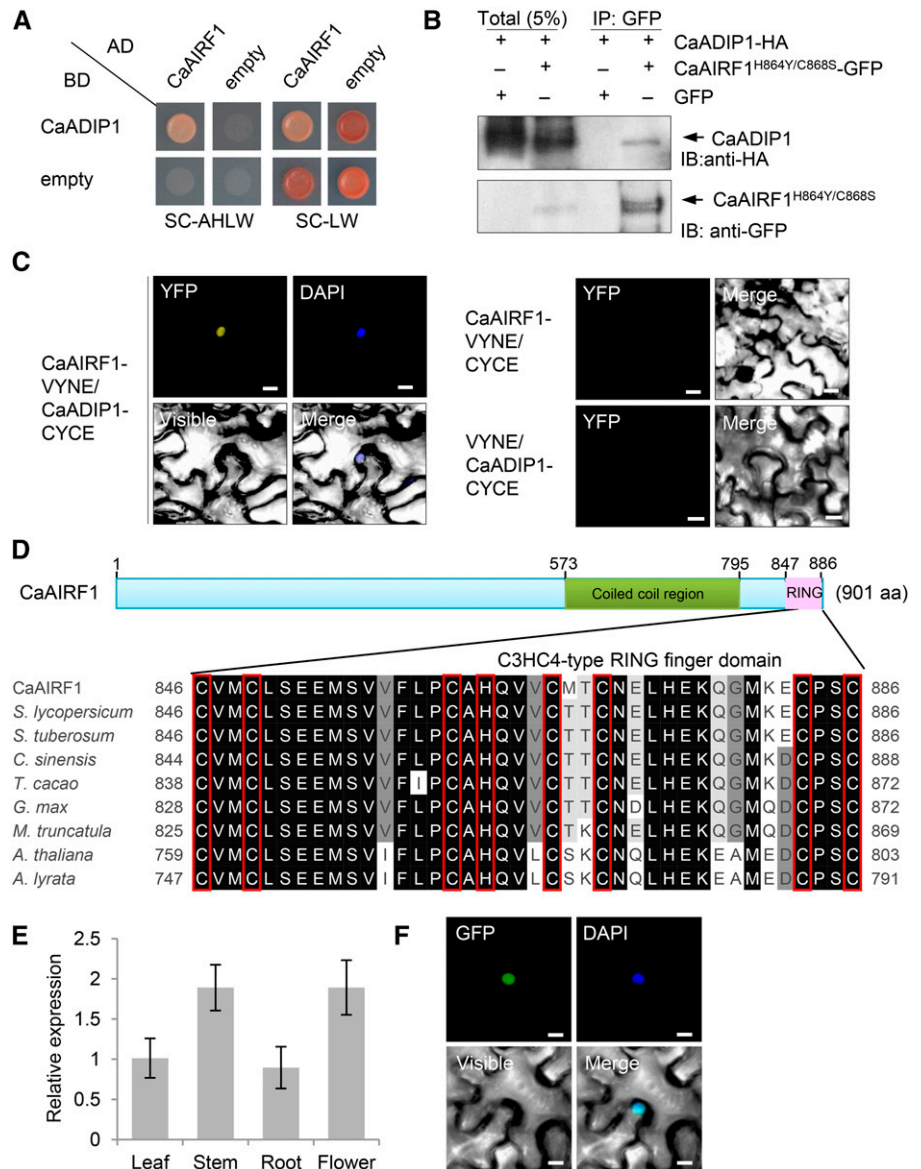 A
AD
BD
CaAIRF1
empty
CaAIRF1
empty
CaADIP1
empty
SC-AHLW
SC-LW
B
Total (5%)
IP: GFP
+ + + + CaADIP1-HA
– + – + CaAIRF1H864Y/C868S-GFP
+ – + – GFP
CaADIP1
IB:anti-HA
CaAIRF1H864Y/C868S
IB: anti-GFP
C
CaAIRF1-
VYNE/
CaADIP1-
CYCE
YFP
DAPI
Visible
Merge
CaAIRF1-
VYNE/
CYCE
YFP
Merge
VYNE/
CaADIP1-
CYCE
YFP
Merge
D
1 573 795 847 886
CaAIRF1
Coiled coil region
RING
(901 aa)
C3HC4-type RING finger domain
CaAIRF1 846 CVMCLSEEMSVVFLPCAHQVVCMTCNELHEKQGMKECPSC 886
S. lycopersicum 846 CVMCLSEEMSVVFLPCAHQVVCTTCNELHEKQGMKECPSC 886
S. tuberosum 846 CVMCLSEEMSVVFLPCAHQVVCTTCNELHEKQGMKECPSC 886
C. sinensis 844 CVMCLSEEMSVVFLPCAHQVVCTTCNELHEKQGMKDCPSC 888
T. cacao 838 CVMCLSEEMSVVFIPCAHQVVCTTCNELHEKQGMKDCPSC 872
G. max 828 CVMCLSEEMSVVFLPCAHQVVCTTCNDLHEKQGMQDCPSC 872
M. truncatula 825 CVMCLSEEMSVVFLPCAHQVVCTKCNELHEKQGMQDCPSC 869
A. thaliana 759 CVMCLSEEMSVIFLPCAHQVLCSKCNQLHEKEAMEDCPSC 803
A. lyrata 747 CVMCLSEEMSVIFLPCAHQVLCSKCNQLHEKEAMEDCPSC 791
E
Relative expression
2.5
2
1.5
1
0.5
0
Leaf Stem Root Flower
F
GFP
DAPI
Visible
Merge